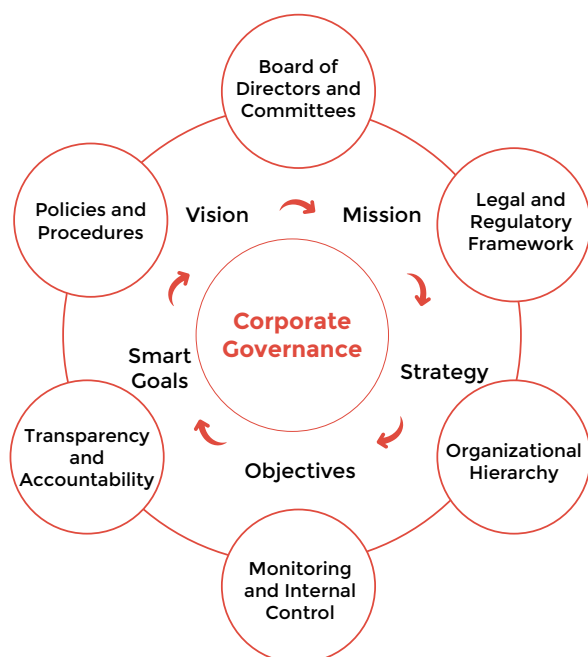 Board of
Directors and
Committees
Policies and
Procedures
Vision
Mission
Legal and
Regulatory
Framework
Corporate
Governance
Smart
Goals
Strategy
Transparency
and
Accountability
Objectives
Organizational
Hierarchy
Monitoring
and Internal
Control